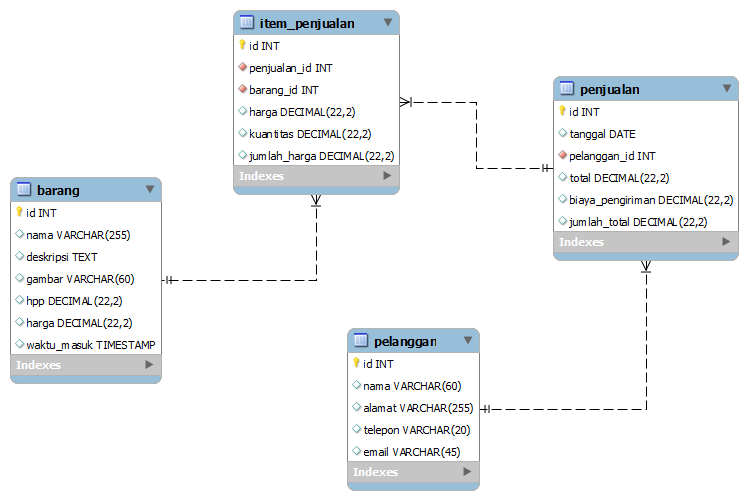 item_penjualan
id INT
penjualan_id INT
barang_id INT
harga DECIMAL(22,2)
kuantitas DECIMAL(22,2)
jumlah_harga DECIMAL(22,2)
Indexes
penjualan
id INT
tanggal DATE
pelanggan_id INT
total DECIMAL(22,2)
biaya_pengiriman DECIMAL(22,2)
jumlah_total DECIMAL(22,2)
Indexes
barang
id INT
nama VARCHAR(255)
deskripsi TEXT
gambar VARCHAR(60)
hpp DECIMAL(22,2)
harga DECIMAL(22,2)
waktu_masuk TIMESTAMP
Indexes
pelanggan
id INT
nama VARCHAR(60)
alamat VARCHAR(255)
telepon VARCHAR(20)
email VARCHAR(45)
Indexes